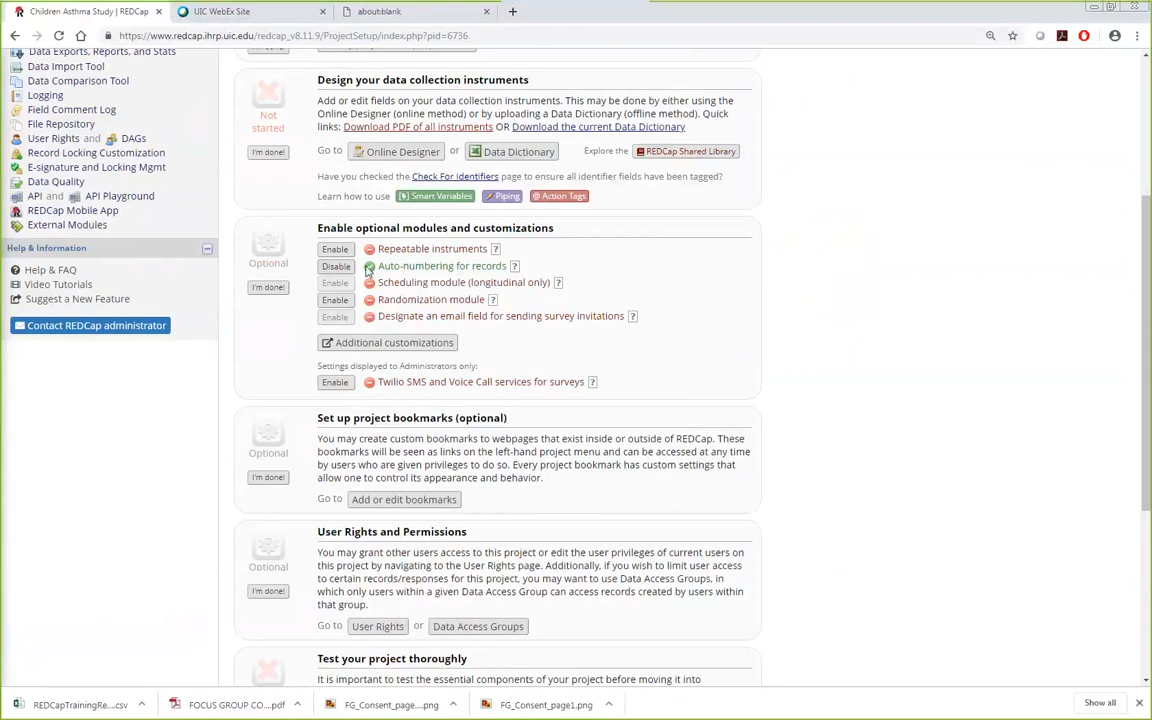 Children Asthma Study | REDCap
UIC WebEx Site
about:blank
https://www.redcap.ihrp.uic.edu/redcap_v8.11.9/ProjectSetup/index.php?pid=6736
Data Exports, Reports, and Stats
Data Import Tool
Data Comparison Tool
Logging
Field Comment Log
File Repository
User Rights and DAGs
Record Locking Customization
E-signature and Locking Mgmt
Data Quality
API and API Playground
REDCap Mobile App
External Modules
Help & Information
Help & FAQ
Video Tutorials
Suggest a New Feature
Contact REDCap administrator
I'm done!
Design your data collection instruments
Not
started
I'm done!
Add or edit fields on your data collection instruments. This may be done by either using the
Online Designer (online method) or by uploading a Data Dictionary (offline method). Quick
links: Download PDF of all instruments OR Download the current Data Dictionary
Go to Online Designer or Data Dictionary Explore the REDCap Shared Library
Have you checked the Check For Identifiers page to ensure all identifier fields have been tagged?
Learn how to use [ ] Smart Variables Piping @ Action Tags
Enable optional modules and customizations
Optional
I'm done!
Enable Repeatable instruments ?
Disable Auto-numbering for records ?
Enable Scheduling module (longitudinal only) ?
Enable Randomization module ?
Enable Designate an email field for sending survey invitations ?
Additional customizations
Settings displayed to Administrators only:
Enable Twilio SMS and Voice Call services for surveys ?
Set up project bookmarks (optional)
Optional
I'm done!
You may create custom bookmarks to webpages that exist inside or outside of REDCap. These
bookmarks will be seen as links on the left-hand project menu and can be accessed at any time
by users who are given privileges to do so. Every project bookmark has custom settings that
allow one to control its appearance and behavior.
Go to Add or edit bookmarks
User Rights and Permissions
Optional
I'm done!
You may grant other users access to this project or edit the user privileges of current users on
this project by navigating to the User Rights page. Additionally, if you wish to limit user access
to certain records/responses for this project, you may want to use Data Access Groups, in
which only users within a given Data Access Group can access records created by users within
that group.
Go to User Rights or Data Access Groups
Test your project thoroughly
It is important to test the essential components of your project before moving it into
REDCapTrainingRe....csv
FOCUS GROUP CO....pdf
FG_Consent_page....png
FG_Consent_page1.png
Show all